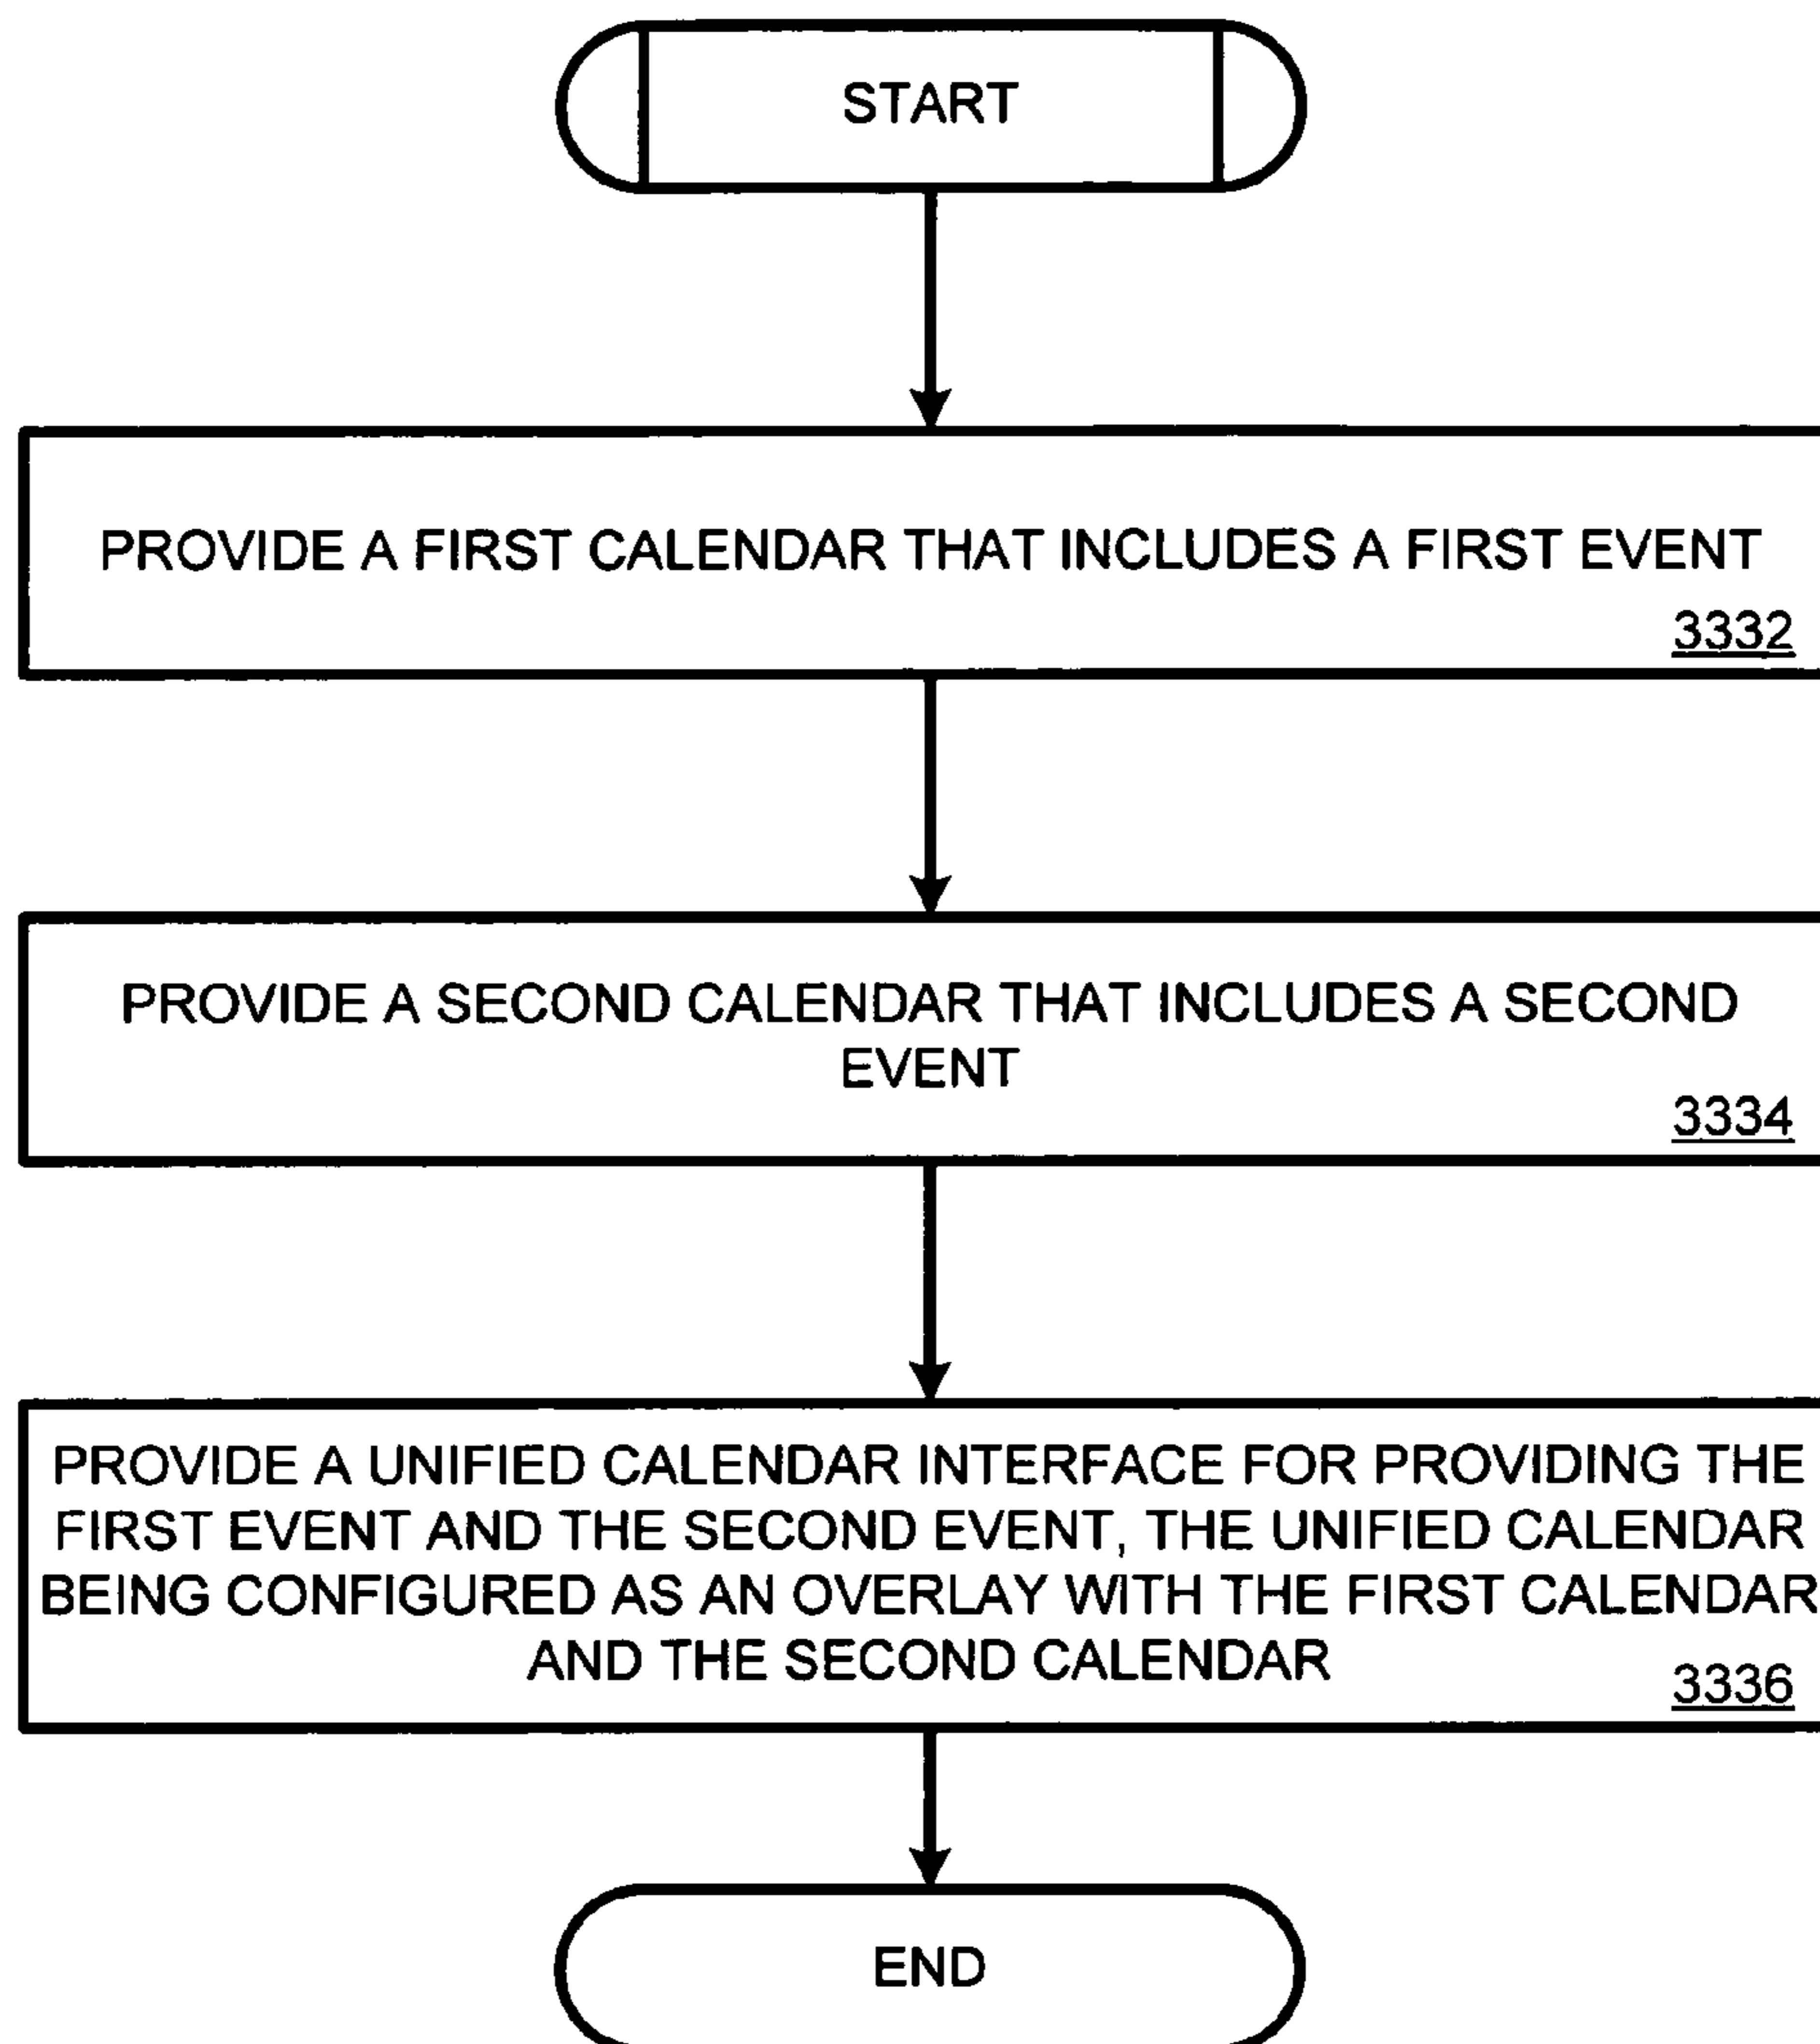 START
PROVIDE A FIRST CALENDAR THAT INCLUDES A FIRST EVENT
3332
PROVIDE A SECOND CALENDAR THAT INCLUDES A SECOND
EVENT
3334
PROVIDE A UNIFIED CALENDAR INTERFACE FOR PROVIDING THE
FIRST EVENT AND THE SECOND EVENT, THE UNIFIED CALENDAR
BEING CONFIGURED AS AN OVERLAY WITH THE FIRST CALENDAR
AND THE SECOND CALENDAR
3336
END